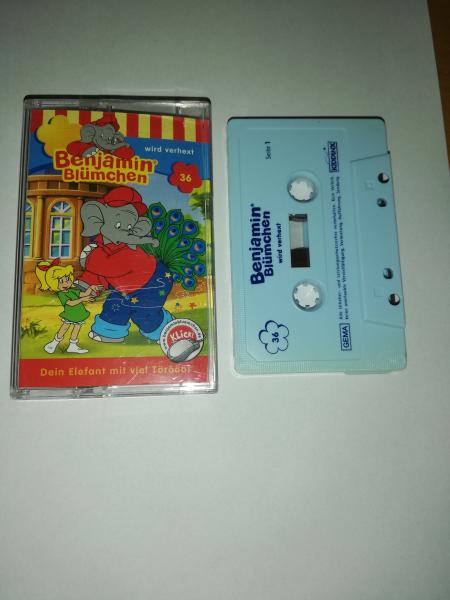 wird verhext
Benjamin®
Blümchen
36
Klick!
Dein Elefant mit viel Törööö!
Seite 1
KIDDINX
Benjamin®
Blümchen
wird verhext
36
GEMA